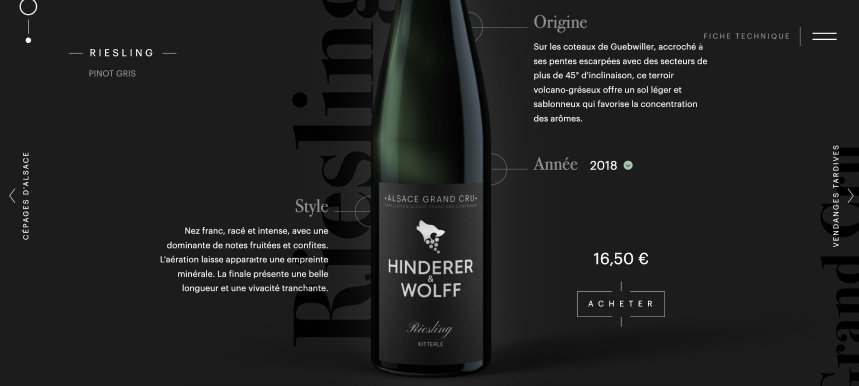 RIESLING
PINOT GRIS
CÉPAGES D'ALSACE
Riesling
Style
Nez franc, racé et intense, avec une
dominante de notes fruitées et confites.
L'aération laisse apparatre une empreinte
minérale. La finale présente une belle
longueur et une vivacité tranchante.
•ALSACE GRAND CRU•
HINDERER
&
WOLFF
Riesling
KITTERLÉ
Origine
Sur les coteaux de Guebwiller, accroché à
ses pentes escarpées avec des secteurs de
plus de 45° d'inclinaison, ce terroir
volcano-gréseux offre un sol léger et
sablonneux qui favorise la concentration
des arômes.
Année 2018
16,50 €
ACHETER
FICHE TECHNIQUE
VENDANGES TARDIVES
Grand Cru